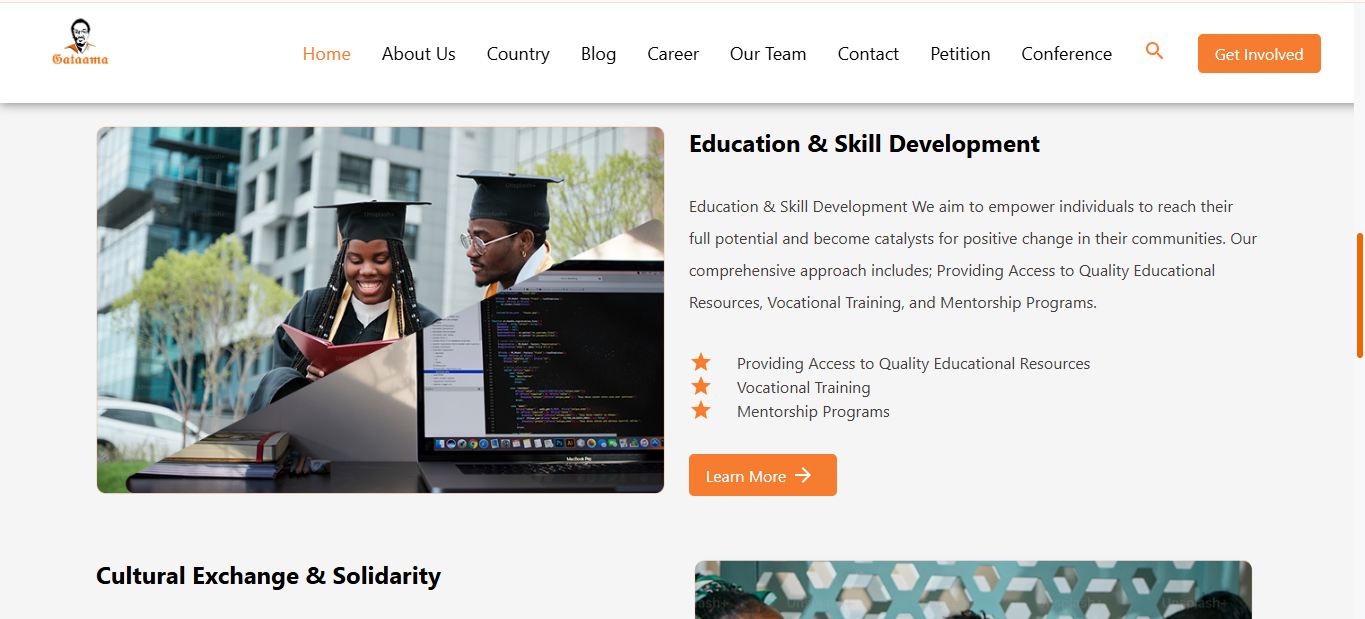 Gataama
Home About Us Country Blog Career Our Team Contact Petition Conference Get Involved
Education & Skill Development
Education & Skill Development We aim to empower individuals to reach their
full potential and become catalysts for positive change in their communities. Our
comprehensive approach includes; Providing Access to Quality Educational
Resources, Vocational Training, and Mentorship Programs.
Providing Access to Quality Educational Resources
Vocational Training
Mentorship Programs
Learn More
MacBook Pro
Cultural Exchange & Solidarity
Unsplash+